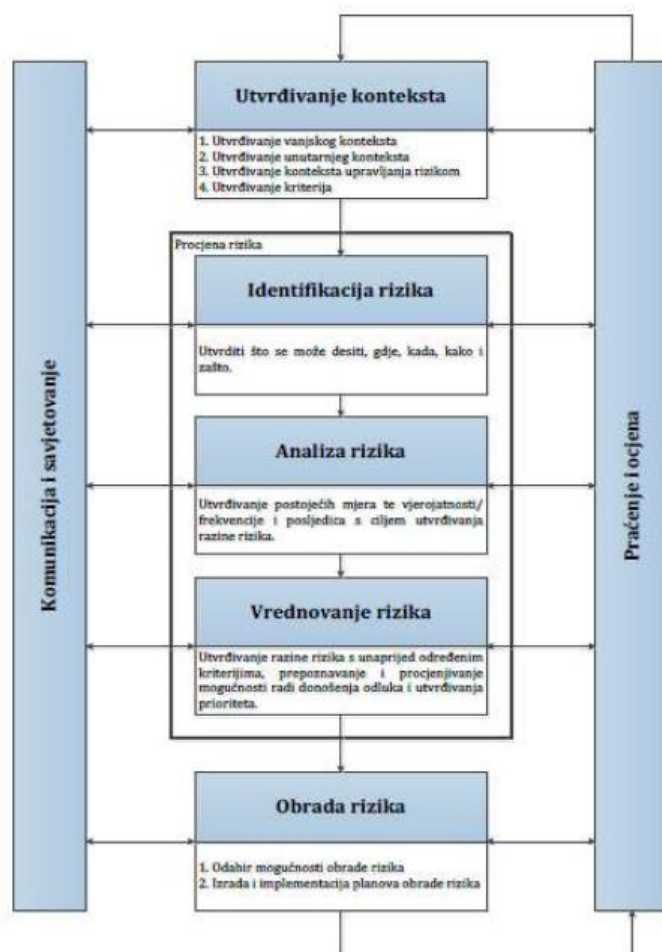 Utvrđivanje konteksta
1. Utvrđivanje vanjskog konteksta
2. Utvrđivanje unutarnjeg konteksta
3. Utvrđivanje konteksta upravljanja rizikom
4. Utvrđivanje kriterija
Procjena rizika
Identifikacija rizika
Utvrditi što se može desiti, gdje, kada, kako i
zašto.
Analiza rizika
Utvrđivanje postojećih mjera te vjerojatnosti/
frekvencije i posljedica s ciljem utvrđivanja
razine rizika.
Vrednovanje rizika
Utvrđivanje razine rizika s unaprijed određenim
kriterijima, prepoznavanje i procjenjivanje
mogućnosti radi donošenja odluka i utvrđivanja
prioriteta.
Obrada rizika
1. Odahir mogućnosti obrade rizika
2. Izrada i implementacija planova obrade rizika
Komunikacija i savjetovanje
Praćenje i ocjena